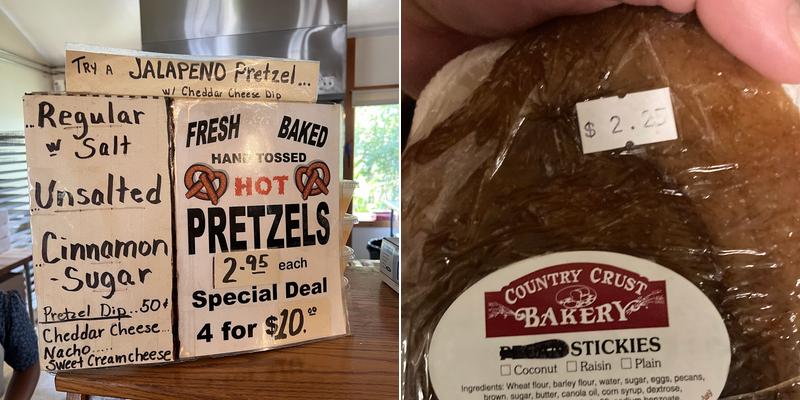 TRY A JALAPENO Pretzel...
w/ Cheddar Cheese Dip
Regular
w/ Salt
Unsalted
Cinnamon
-Sugar
Pretzel Dip..50¢
Cheddar Cheese...
Nacho.....
Sweet Creamcheese
FRESH BAKED
HAND TOSSED
HOT
PRETZELS
2.95 each
Special Deal
4 for $10.00
$ 2.25
COUNTRY CRUST
BAKERY
PECAN STICKIES
☐ Coconut ☐ Raisin ☐ Plain
Ingredients: Wheat flour, barley flour, water, sugar, eggs, pecans,
brown, sugar, butter, canola oil, corn syrup, dextrose,